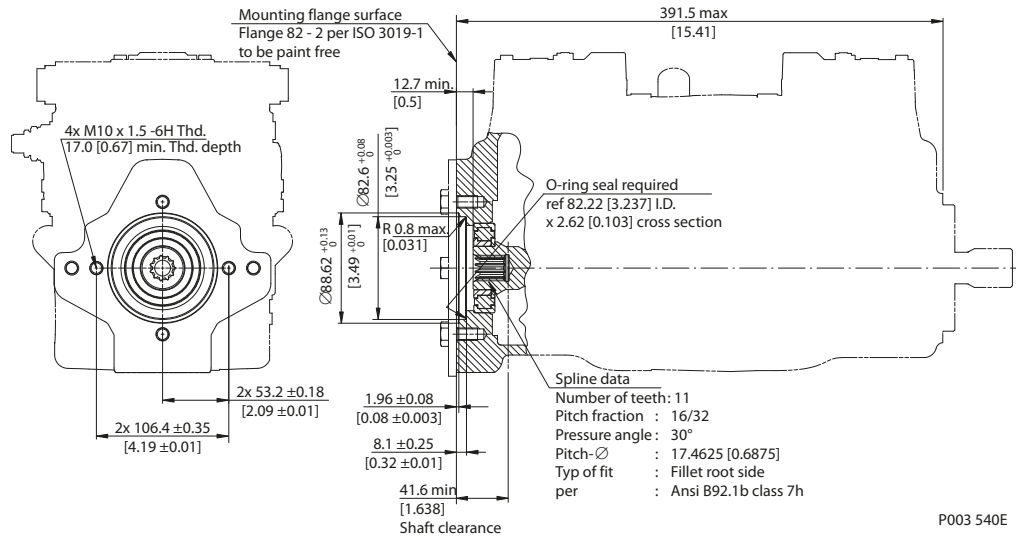 Mounting flange surface
Flange 82 - 2 per ISO 3019-1
to be paint free
391.5 max
[15.41]
12.7 min.
[0.5]
4x M10 x 1.5 -6H Thd.
17.0 [0.67] min. Thd. depth
∅82.6 +0.08 0
[3.25 +0.003 0]
O-ring seal required
ref 82.22 [3.237] I.D.
x 2.62 [0.103] cross section
R 0.8 max.
[0.031]
∅88.62 +0.13 0
[3.49 +0.01 0]
2x 53.2 ±0.18
[2.09 ±0.01]
2x 106.4 ±0.35
[4.19 ±0.01]
1.96 ±0.08
[0.08 ±0.003]
8.1 ±0.25
[0.32 ±0.01]
41.6 min
[1.638]
Shaft clearance
Spline data
Number of teeth: 11
Pitch fraction : 16/32
Pressure angle : 30°
Pitch-∅ : 17.4625 [0.6875]
Typ of fit : Fillet root side
per : Ansi B92.1b class 7h
P003 540E